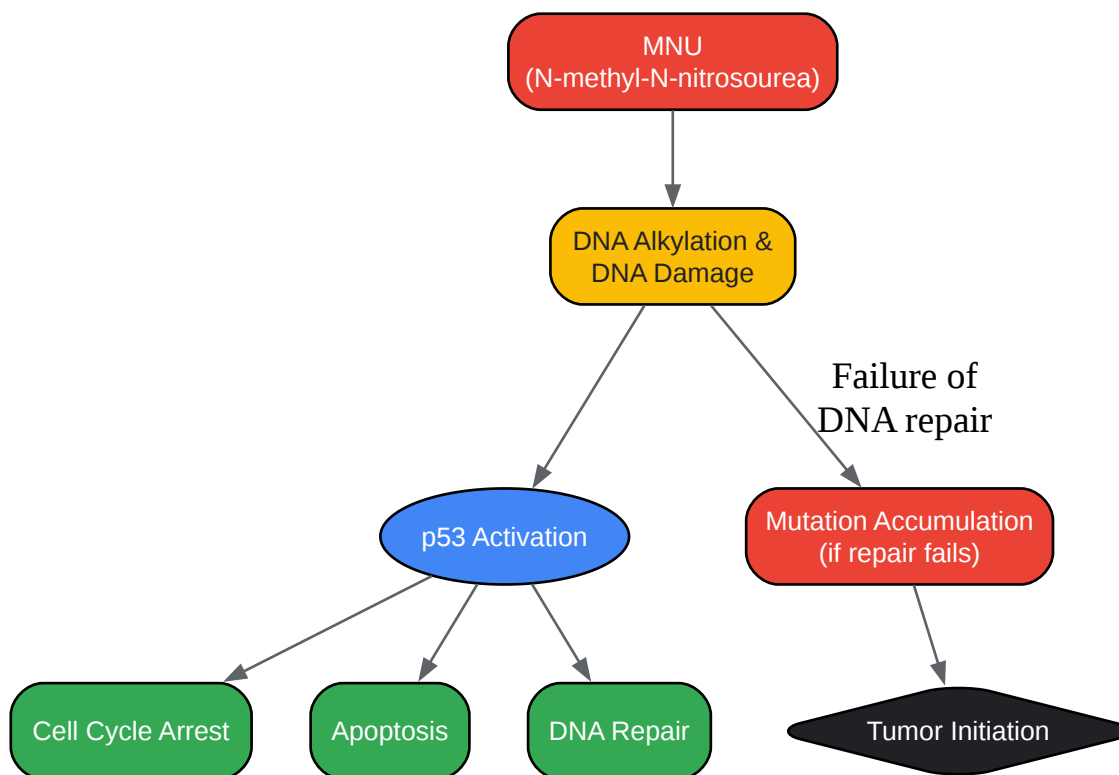 MNU
(N-methyl-N-nitrosourea)
DNA Alkylation &
DNA Damage
Failure of
DNA repair
p53 Activation
Mutation Accumulation
(if repair fails)
Cell Cycle Arrest
Apoptosis
DNA Repair
Tumor Initiation